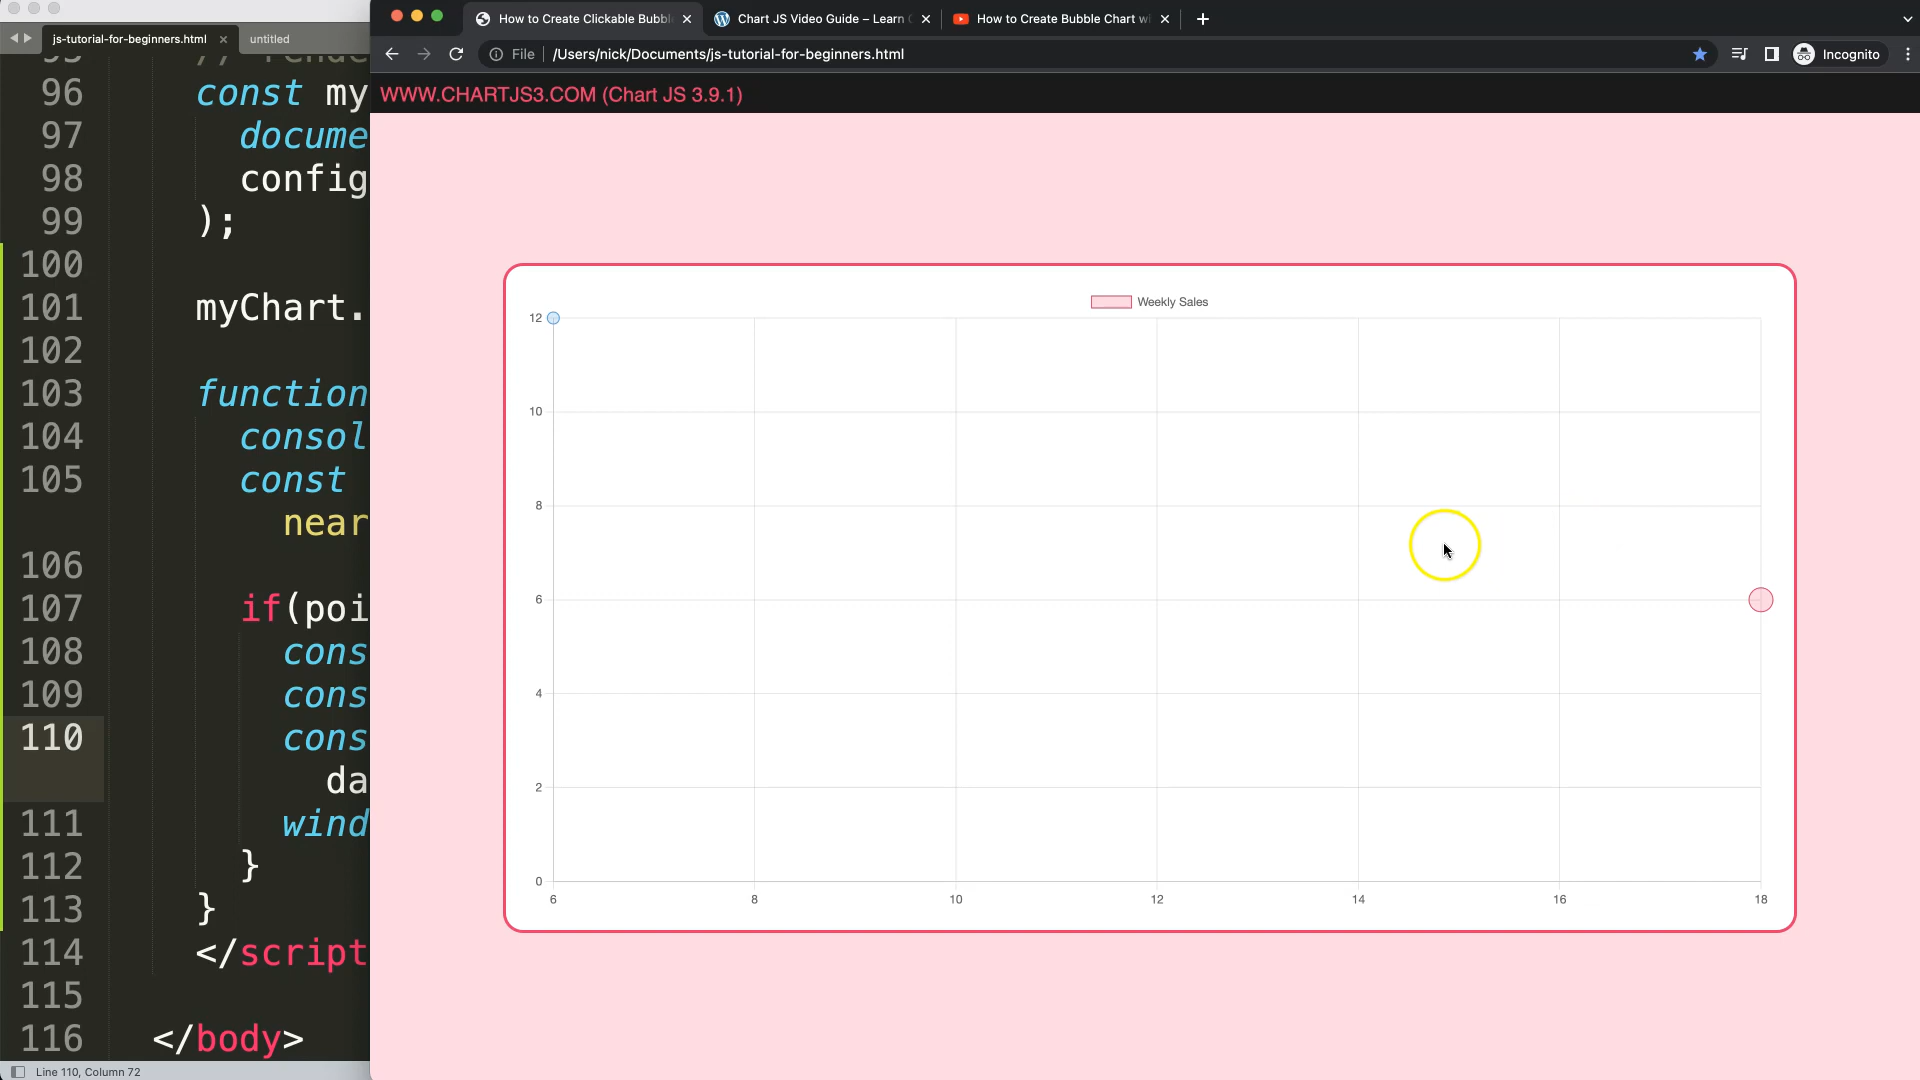 js-tutorial-for-beginners.html
untitled
96 const my
97 docume
98 config
99 );
100
101 myChart.
102
103 function
104 consol
105 const
near
106
107 if(poi
108 cons
109 cons
110 cons
da
111 wind
112 }
113 }
114 </script
115
116 </body>
Line 110, Column 72
How to Create Clickable Bubbl
Chart JS Video Guide – Learn
How to Create Bubble Chart w
File /Users/nick/Documents/js-tutorial-for-beginners.html
Incognito
WWW.CHARTJS3.COM (Chart JS 3.9.1)
Weekly Sales
12
10
8
6
4
2
0
6 8 10 12 14 16 18